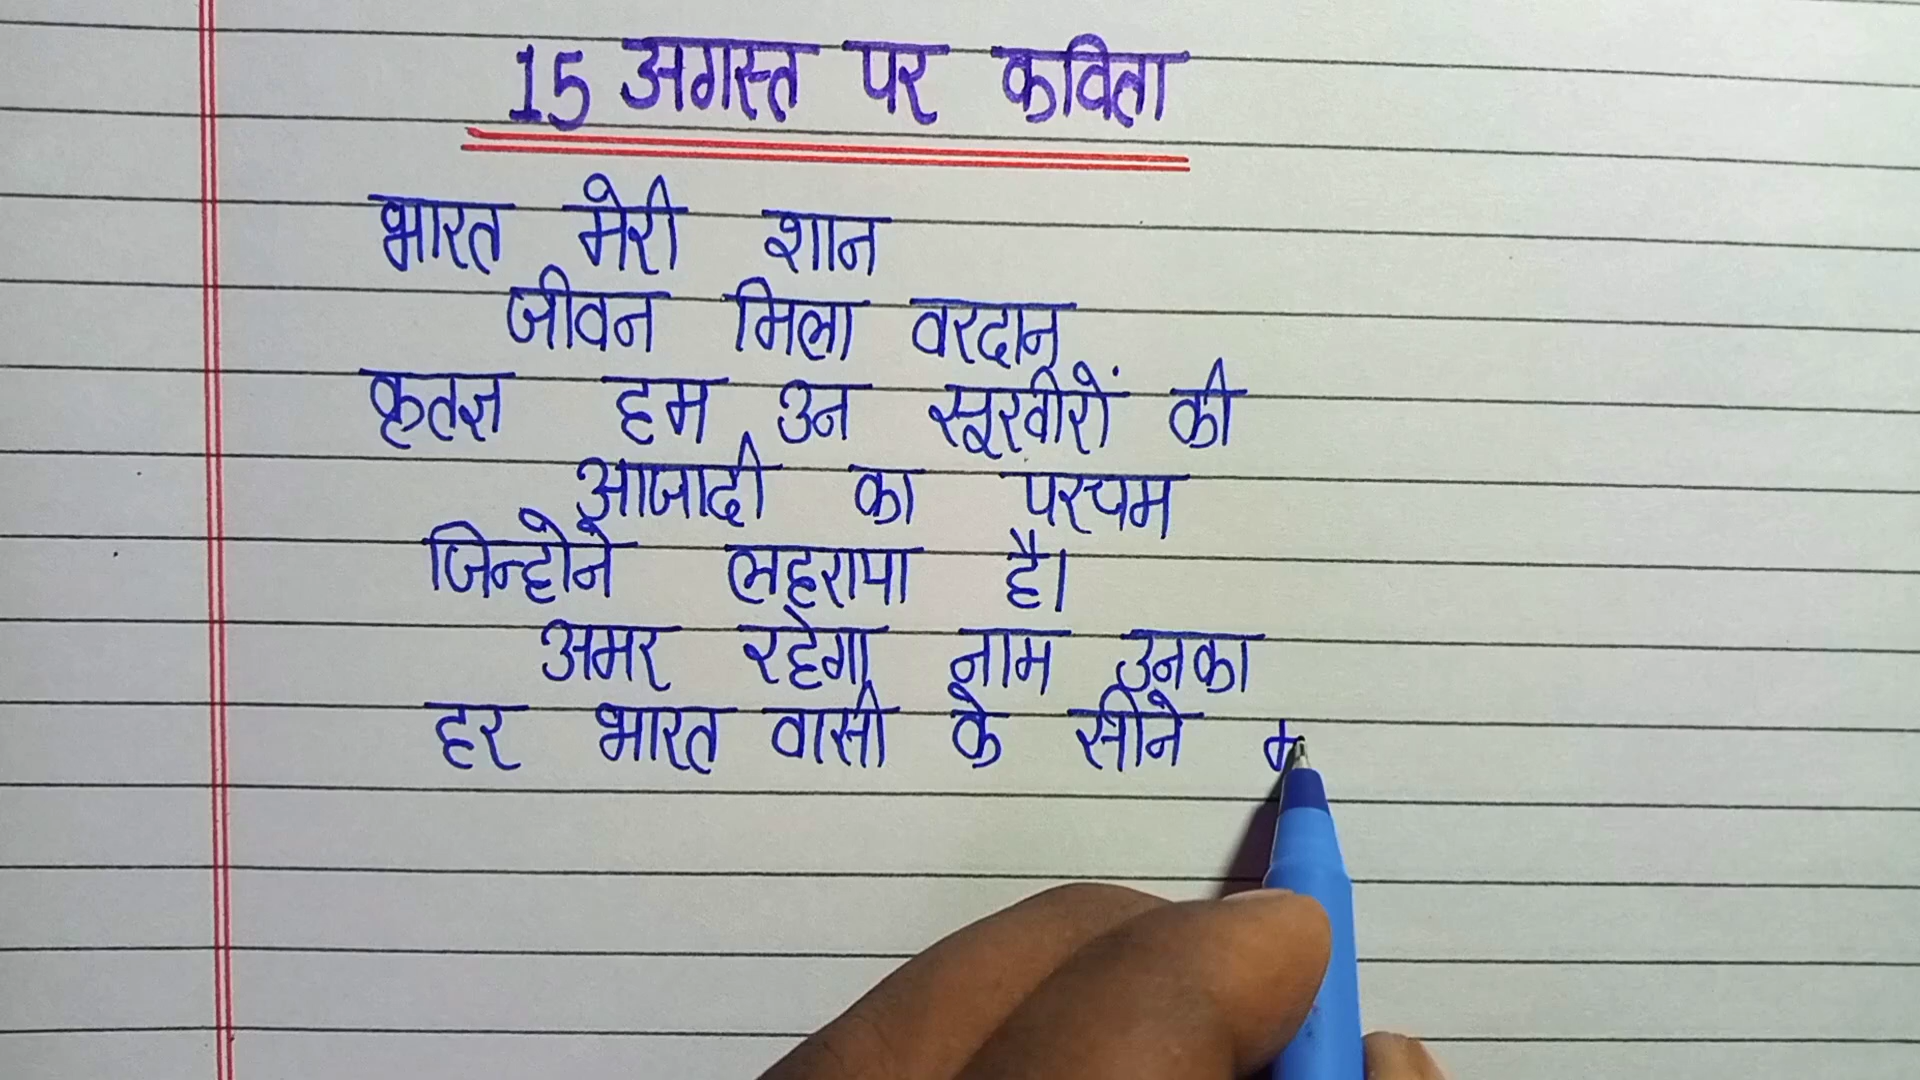 15 अगस्त पर कविता
भारत मेरी शान
जीवन मिला वरदान
कृतज्ञ हम उन सूरवीरों की
आजादी का परचम
जिन्होने लहराया है।
अमर रहेगा नाम उनका
हर भारत वासी के सीने